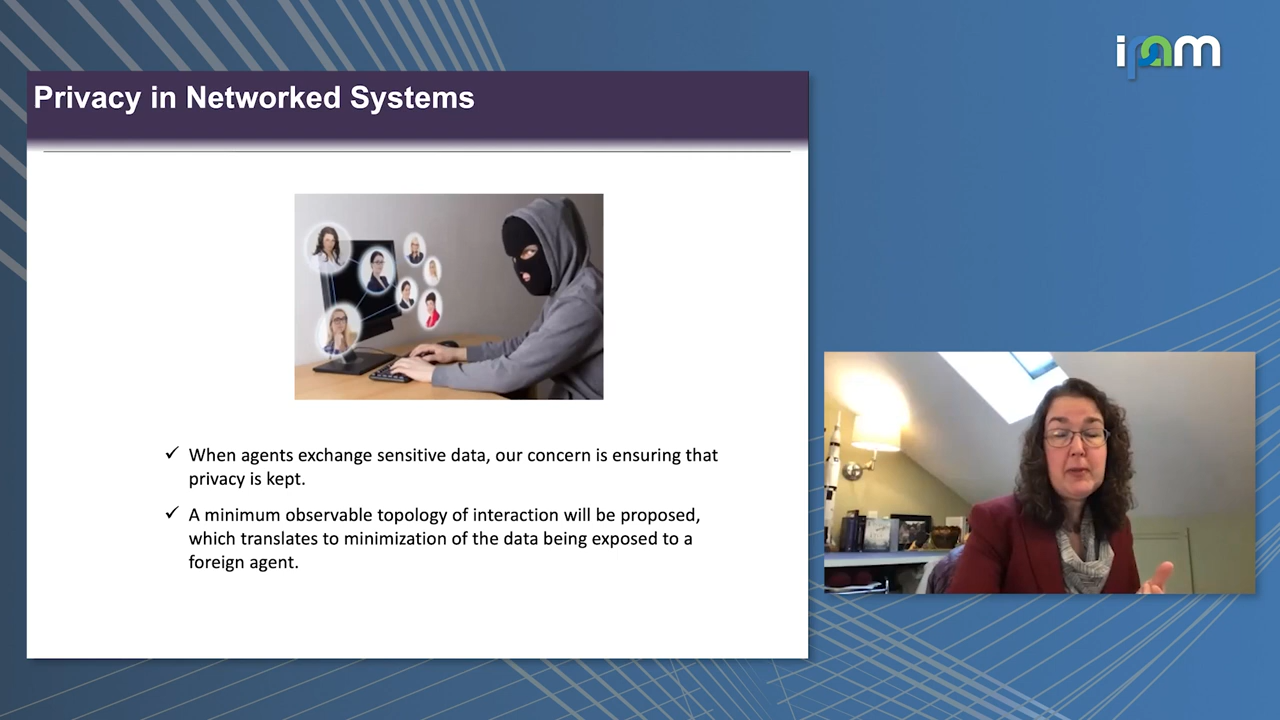 ipam
Privacy in Networked Systems
✓ When agents exchange sensitive data, our concern is ensuring that
privacy is kept.
✓ A minimum observable topology of interaction will be proposed,
which translates to minimization of the data being exposed to a
foreign agent.